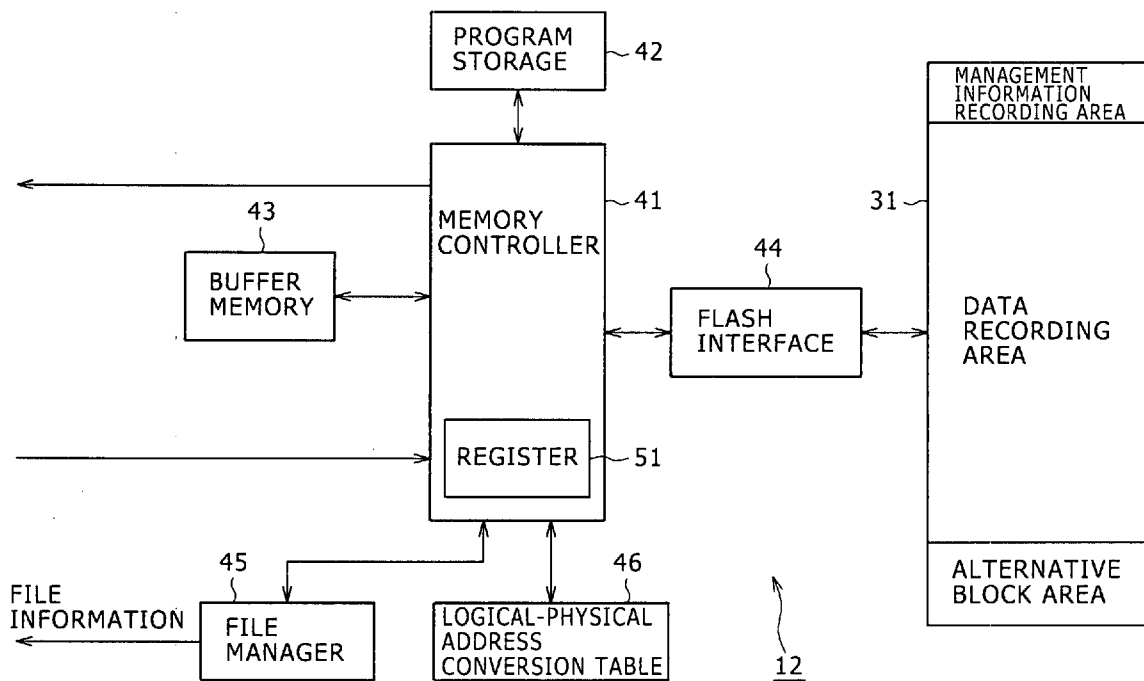 PROGRAM
STORAGE
42
MANAGEMENT
INFORMATION
RECORDING AREA
41
31
MEMORY
CONTROLLER
43
BUFFER
MEMORY
44
FLASH
INTERFACE
DATA
RECORDING
AREA
REGISTER
51
45
46
FILE
INFORMATION
FILE
MANAGER
LOGICAL-PHYSICAL
ADDRESS
CONVERSION TABLE
12
ALTERNATIVE
BLOCK AREA